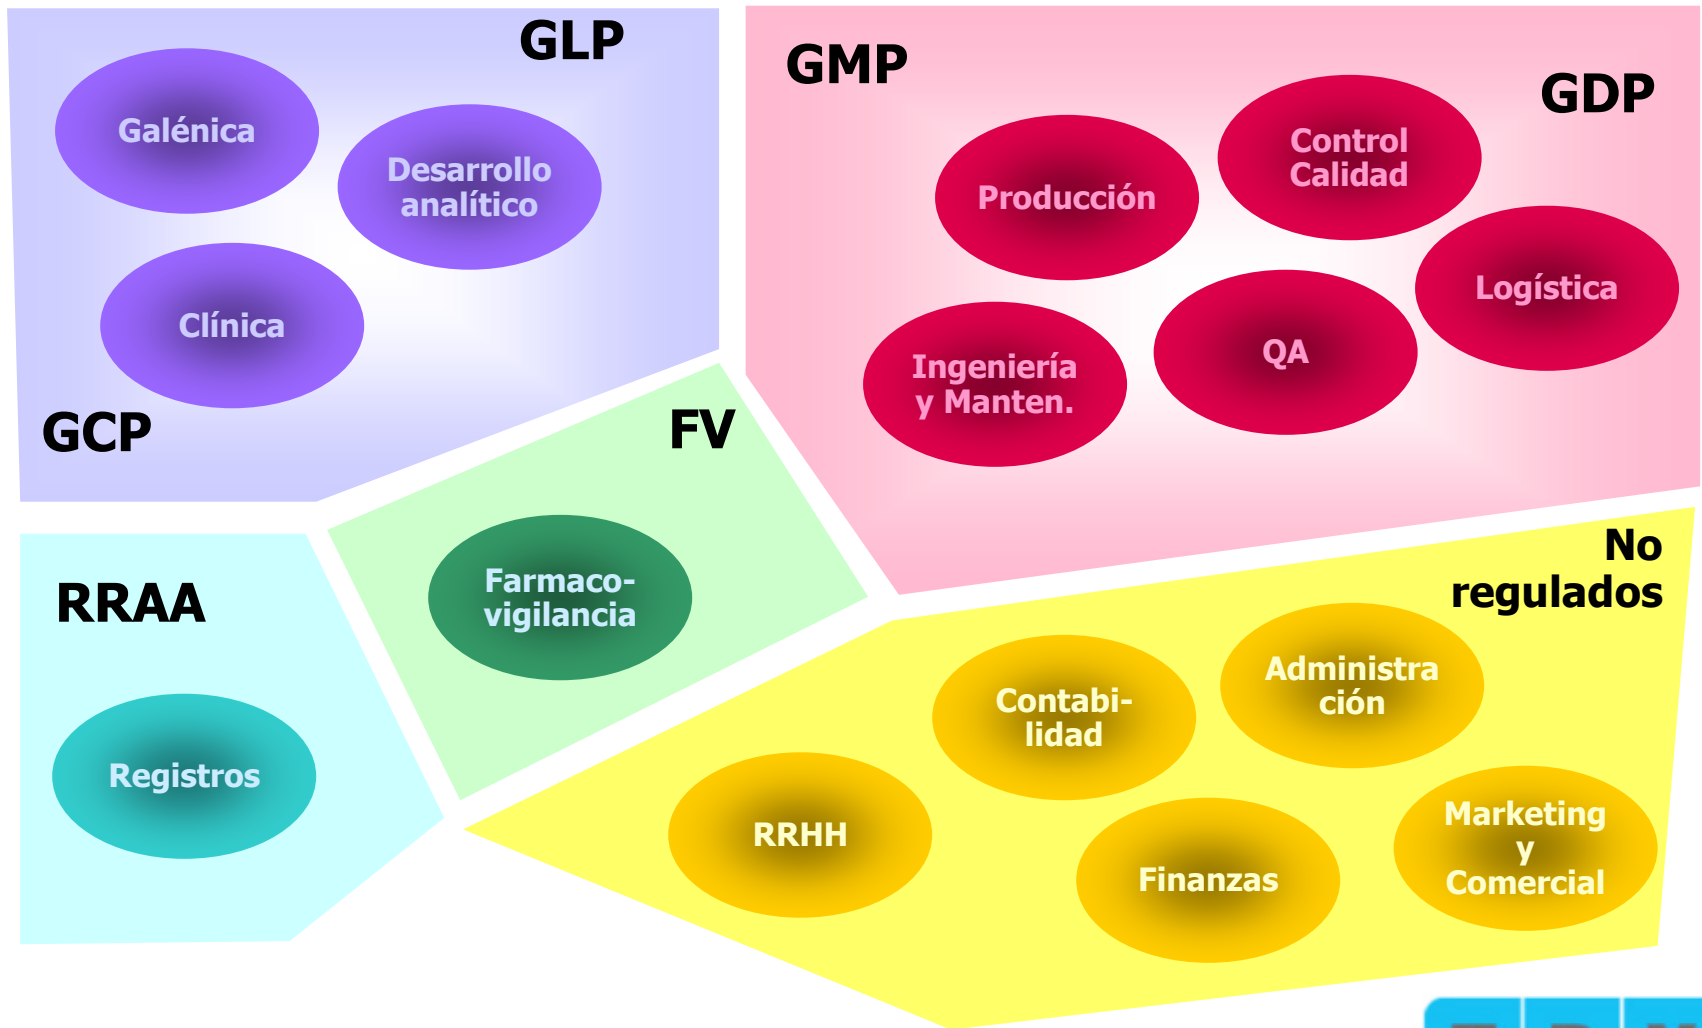 GLP
Galénica
Desarrollo
analítico
Clínica
GCP
GMP
GDP
Control
Calidad
Producción
Logística
QA
Ingeniería
y Manten.
FV
Farmaco-
vigilancia
RRAA
Registros
No
regulados
Administra
ción
Contabi-
lidad
RRHH
Marketing
y
Comercial
Finanzas